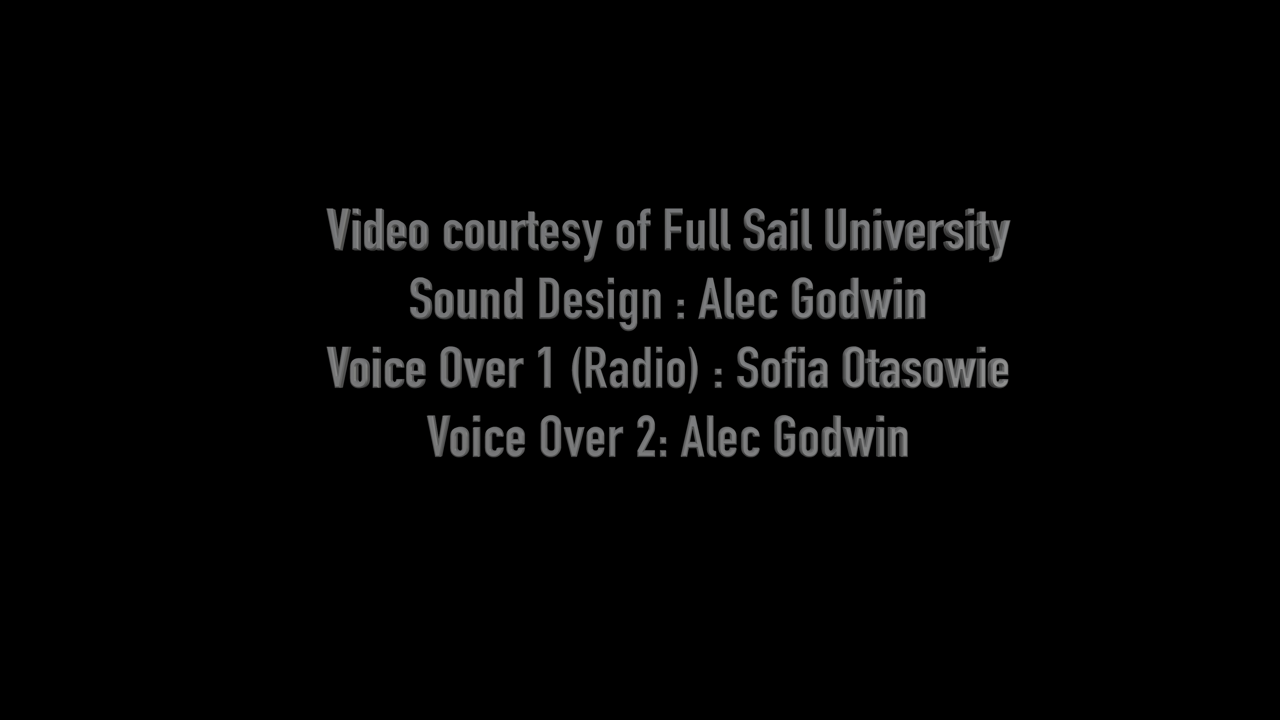 Video courtesy of Full Sail University
Sound Design : Alec Godwin
Voice Over 1 (Radio) : Sofia Otasowie
Voice Over 2: Alec Godwin